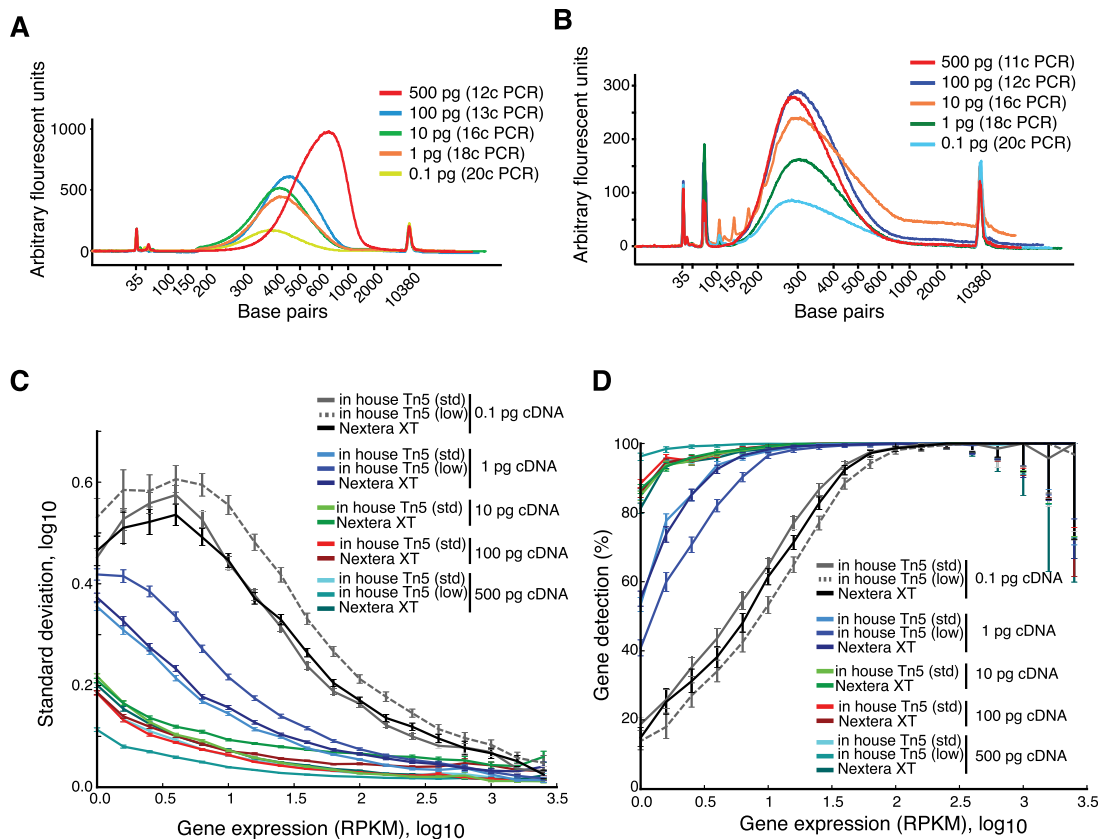 A
Arbitrary flourescent units
1000
500
0
500 pg (12c PCR)
100 pg (13c PCR)
10 pg (16c PCR)
1 pg (18c PCR)
0.1 pg (20c PCR)
35
100
150
200
300
400
500
600
1000
2000
10380
Base pairs
B
Arbitrary flourescent units
300
200
100
0
500 pg (11c PCR)
100 pg (12c PCR)
10 pg (16c PCR)
1 pg (18c PCR)
0.1 pg (20c PCR)
35
100
150
200
300
400
500
600
1000
2000
10380
Base pairs
C
Standard deviation, log10
0.6
0.4
0.2
0.0
in house Tn5 (std)
in house Tn5 (low)
Nextera XT
0.1 pg cDNA
in house Tn5 (std)
in house Tn5 (low)
Nextera XT
1 pg cDNA
in house Tn5 (std)
Nextera XT
10 pg cDNA
in house Tn5 (std)
Nextera XT
100 pg cDNA
in house Tn5 (std)
in house Tn5 (low)
Nextera XT
500 pg cDNA
0.0
0.5
1
1.5
2.0
2.5
3.0
3.5
Gene expression (RPKM), log10
D
Gene detection (%)
100
80
60
40
20
0
in house Tn5 (std)
in house Tn5 (low)
Nextera XT
0.1 pg cDNA
in house Tn5 (std)
in house Tn5 (low)
Nextera XT
1 pg cDNA
in house Tn5 (std)
Nextera XT
10 pg cDNA
in house Tn5 (std)
Nextera XT
100 pg cDNA
in house Tn5 (std)
in house Tn5 (low)
Nextera XT
500 pg cDNA
0.0
0.5
1
1.5
2.0
2.5
3.0
3.5
Gene expression (RPKM), log10